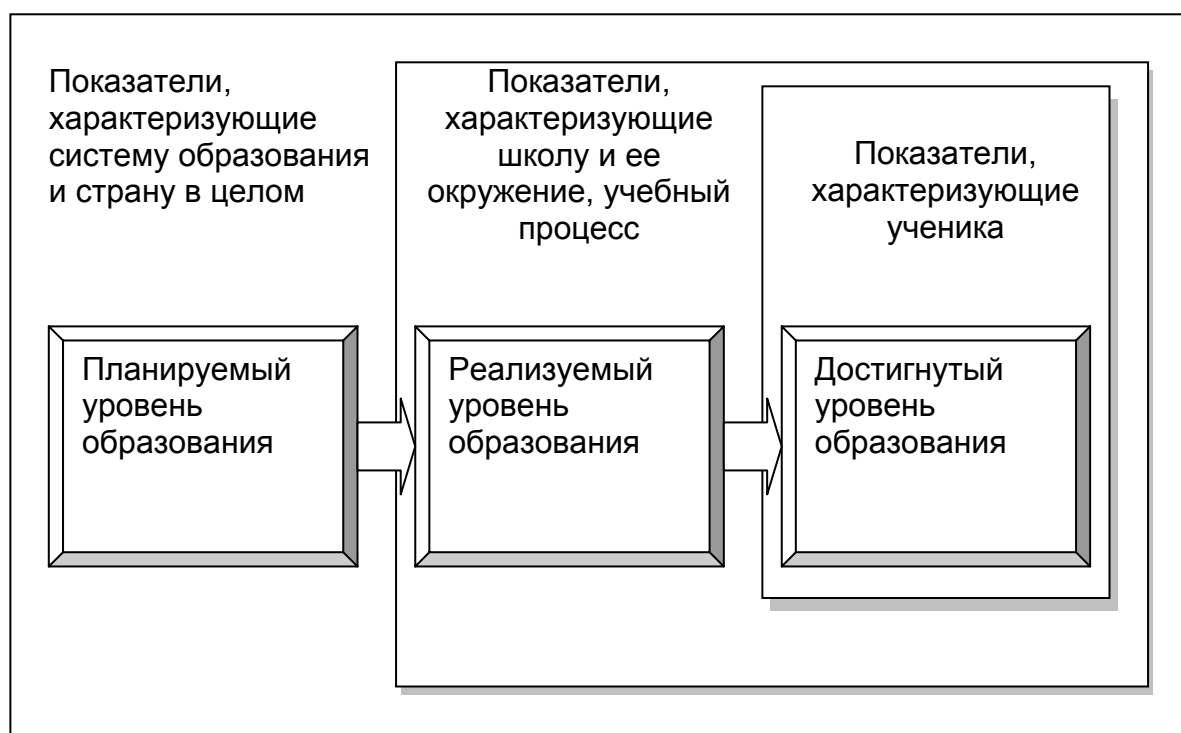 Показатели,
характеризующие
систему образования
и страну в целом
Показатели,
характеризующие
школу и ее
окружение, учебный
процесс
Показатели,
характеризующие
ученика
Планируемый
уровень
образования
Реализуемый
уровень
образования
Достигнутый
уровень
образования